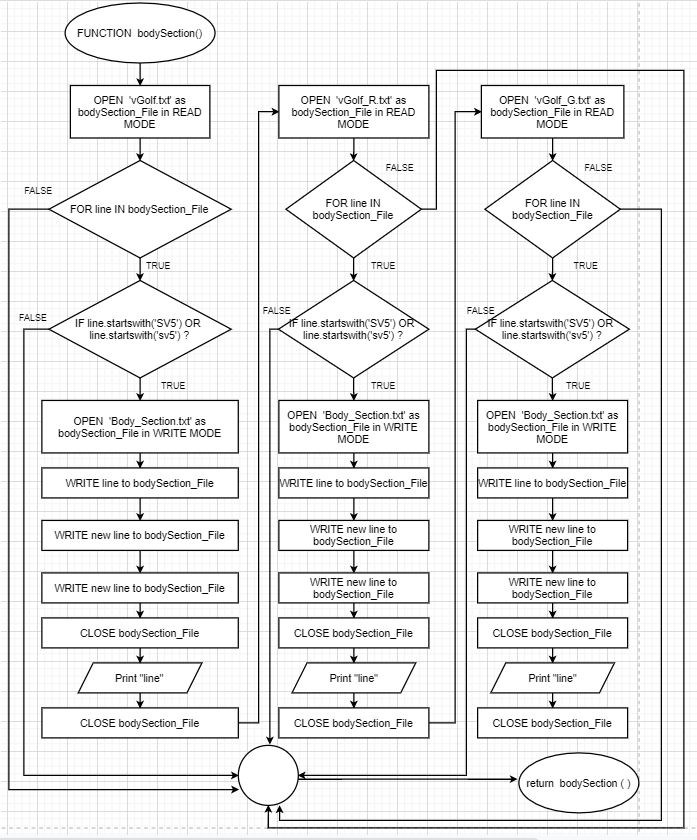 FUNCTION bodySection()
OPEN 'vGolf.txt' as
bodySection_File in READ
MODE
FALSE
FOR line IN bodySection_File
TRUE
FALSE
IF line.startswith('SV5') OR
line.startswith('sv5') ?
TRUE
OPEN 'Body_Section.txt' as
bodySection_File in WRITE MODE
WRITE line to bodySection_File
WRITE new line to bodySection_File
WRITE new line to bodySection_File
CLOSE bodySection_File
Print "line"
CLOSE bodySection_File
OPEN 'vGolf_R.txt' as
bodySection_File in READ
MODE
FALSE
FOR line IN
bodySection_File
TRUE
FALSE
IF line.startswith('SV5') OR
line.startswith('sv5') ?
TRUE
OPEN 'Body_Section.txt' as
bodySection_File in WRITE
MODE
WRITE line to bodySection_File
WRITE new line to
bodySection_File
WRITE new line to
bodySection_File
CLOSE bodySection_File
Print "line"
CLOSE bodySection_File
OPEN 'vGolf_G.txt' as
bodySection_File in READ
MODE
FALSE
FOR line IN
bodySection_File
TRUE
FALSE
IF line.startswith('SV5') OR
line.startswith('sv5') ?
TRUE
OPEN 'Body_Section.txt' as
bodySection_File in WRITE
MODE
WRITE line to bodySection_File
WRITE new line to
bodySection_File
WRITE new line to
bodySection_File
CLOSE bodySection_File
Print "line"
CLOSE bodySection_File
return bodySection ( )